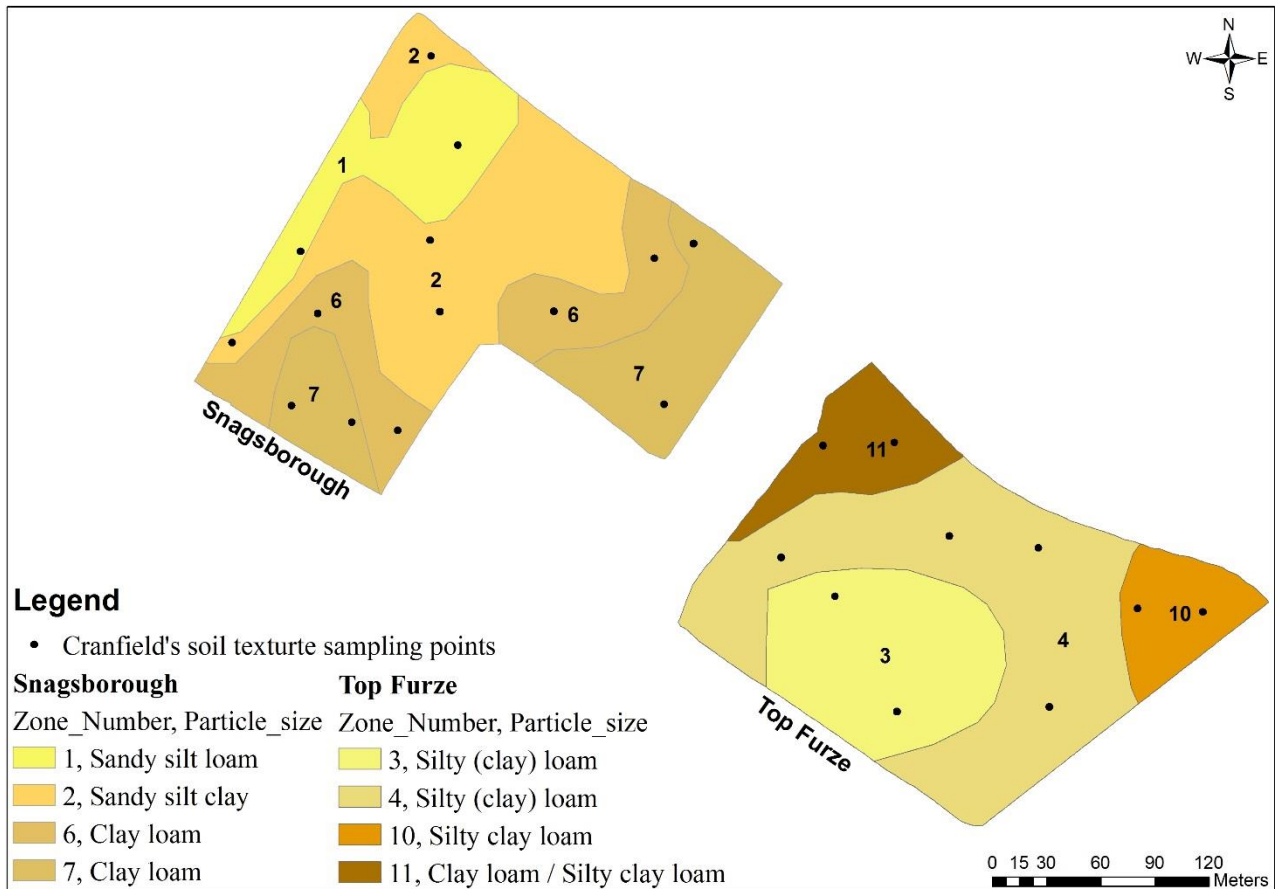 N
W E
S
2
1
2
6
6
7
7
Snagsborough
11
10
4
3
Top Furze
Legend
Cranfield's soil texturte sampling points
Snagsborough Top Furze
Zone_Number, Particle_size Zone_Number, Particle_size
1, Sandy silt loam 3, Silty (clay) loam
2, Sandy silt clay 4, Silty (clay) loam
6, Clay loam 10, Silty clay loam
7, Clay loam 11, Clay loam / Silty clay loam
0 15 30 60 90 120
Meters